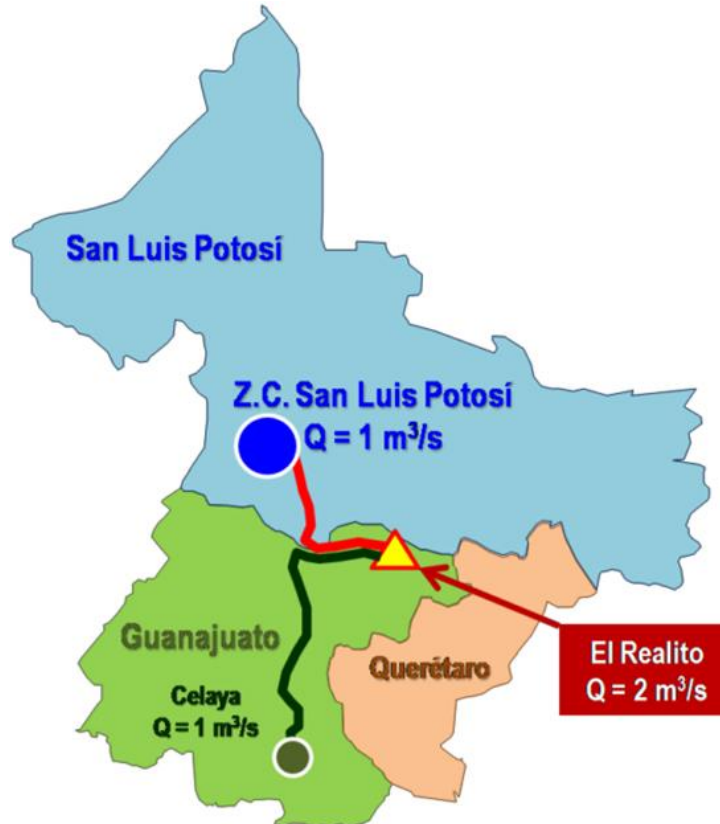 San Luis Potosí
Z.C. San Luis Potosí
Q = 1 m³/s
Guanajuato
Querétaro
El Realito
Q = 2 m³/s
Celaya
Q = 1 m³/s